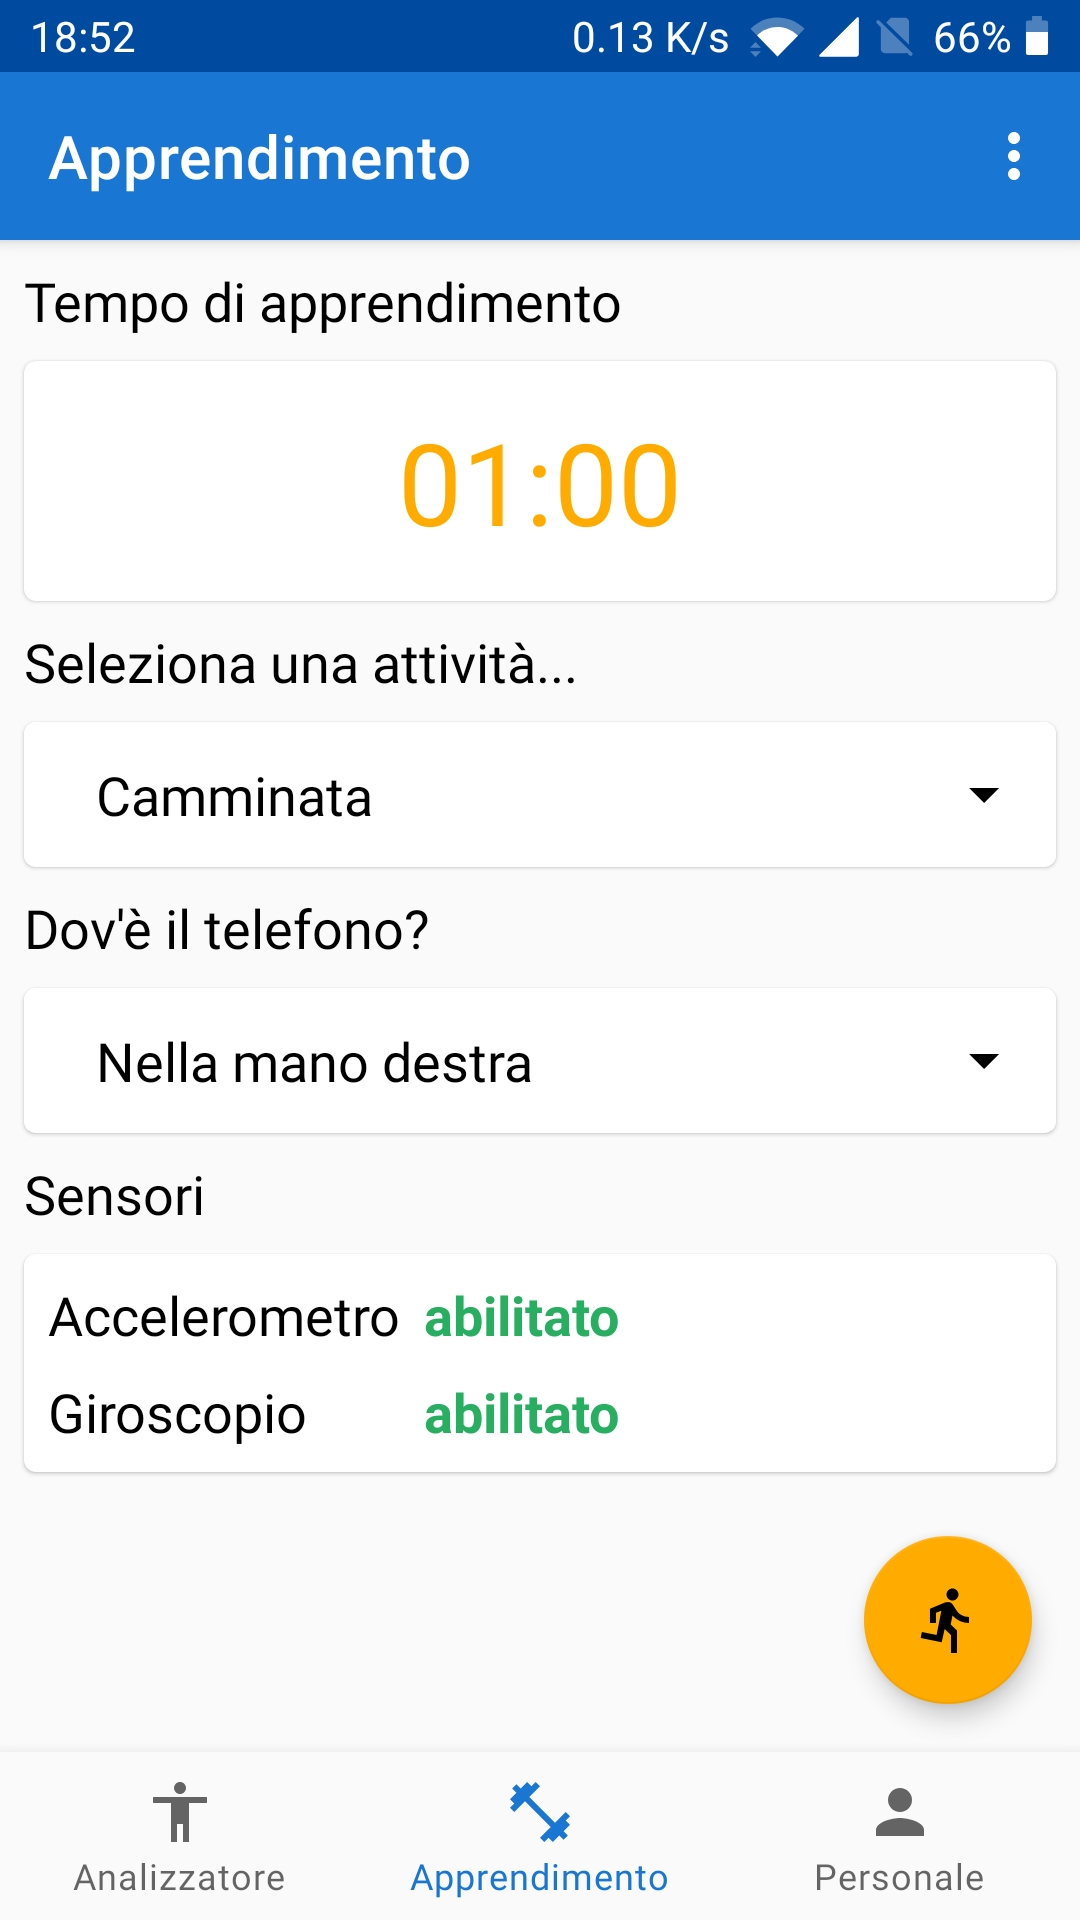 18:52 0.13 K/s 66%
Apprendimento
Tempo di apprendimento
01:00
Seleziona una attività...
Camminata
Dov'è il telefono?
Nella mano destra
Sensori
Accelerometro abilitato
Giroscopio abilitato
Analizzatore Apprendimento Personale